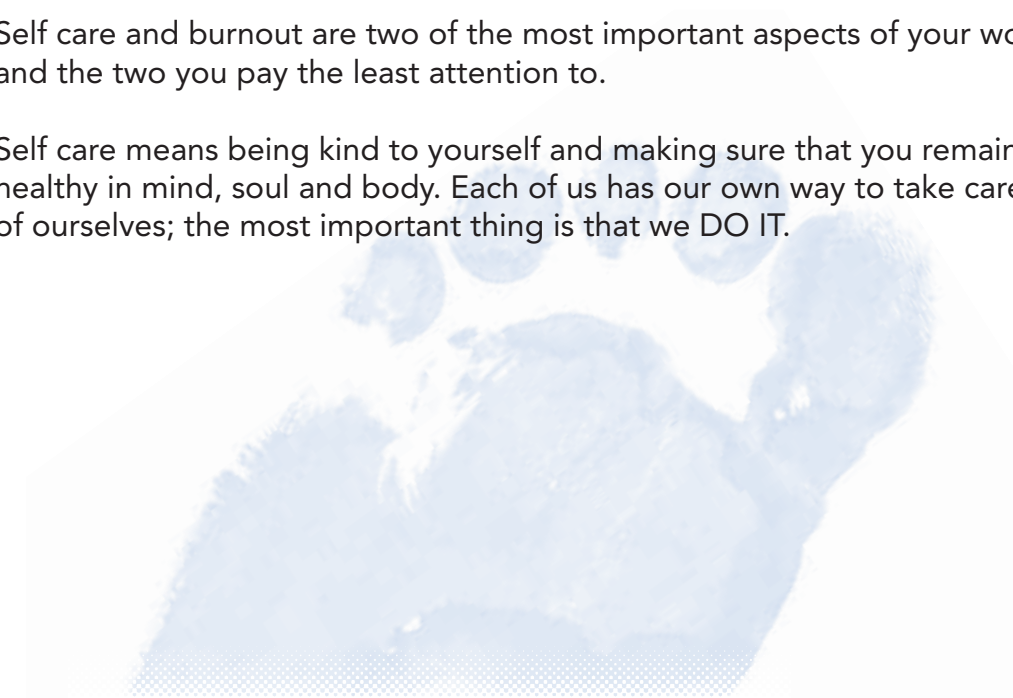 Self care and burnout are two of the most important aspects of your
and the two you pay the least attention to.
Self care means being kind to yourself and making sure that you remain
healthy in mind, soul and body. Each of us has our own way to take care
of ourselves; the most important thing is that we DO IT.